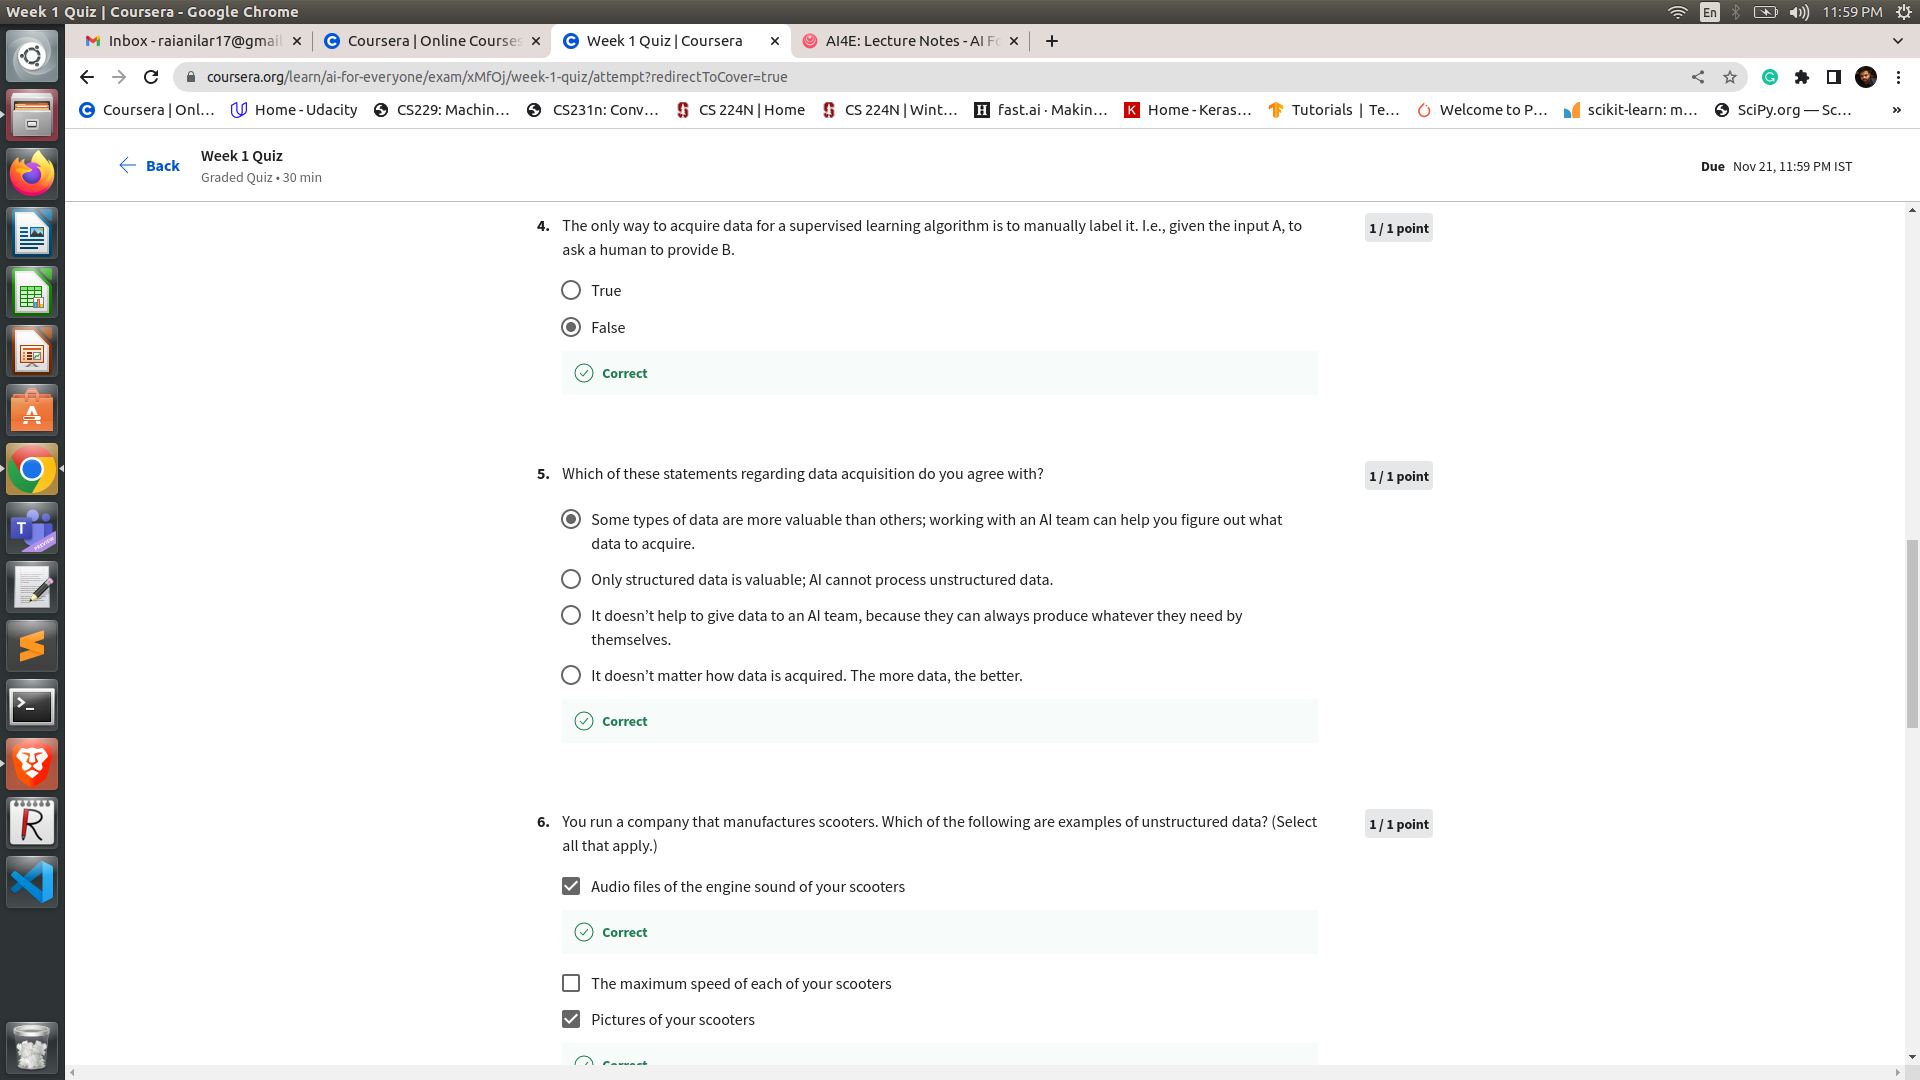 Week 1 Quiz | Coursera - Google Chrome
En
11:59 PM
Inbox - raianilar17@gmail
Coursera | Online Courses
Week 1 Quiz | Coursera
AI4E: Lecture Notes - AI Fo
coursera.org/learn/ai-for-everyone/exam/xMfOj/week-1-quiz/attempt?redirectToCover=true
Coursera | Onl...
Home - Udacity
CS229: Machin...
CS231n: Conv...
CS 224N | Home
CS 224N | Wint...
H
fast.ai · Makin...
K
Home - Keras...
Tutorials | Te...
Welcome to P...
scikit-learn: m...
SciPy.org — Sc...
»
Back
Week 1 Quiz
Graded Quiz • 30 min
Due Nov 21, 11:59 PM IST
4. The only way to acquire data for a supervised learning algorithm is to manually label it. I.e., given the input A, to
ask a human to provide B.
1 / 1 point
True
False
Correct
5. Which of these statements regarding data acquisition do you agree with?
1 / 1 point
Some types of data are more valuable than others; working with an AI team can help you figure out what
data to acquire.
Only structured data is valuable; AI cannot process unstructured data.
It doesn’t help to give data to an AI team, because they can always produce whatever they need by
themselves.
It doesn’t matter how data is acquired. The more data, the better.
Correct
6. You run a company that manufactures scooters. Which of the following are examples of unstructured data? (Select
all that apply.)
1 / 1 point
Audio files of the engine sound of your scooters
Correct
The maximum speed of each of your scooters
Pictures of your scooters
Correct